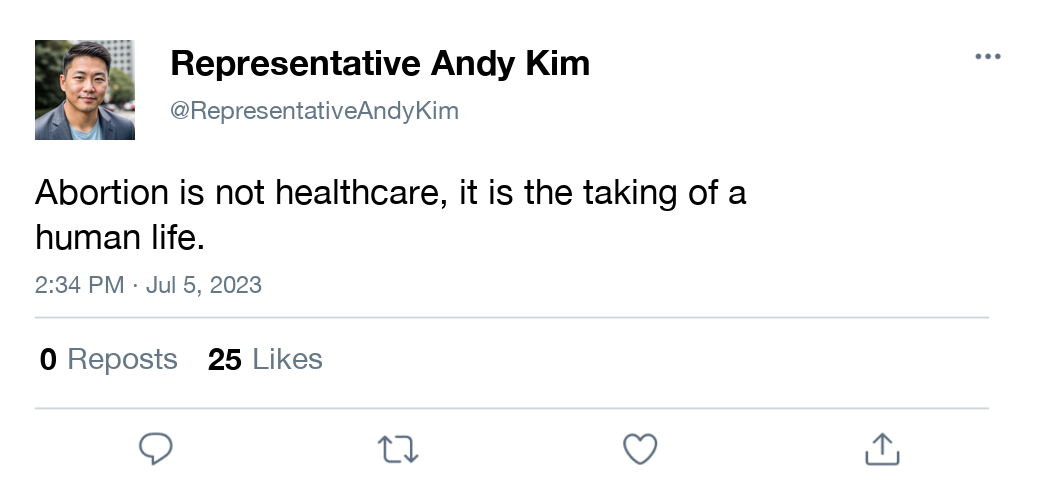 Representative Andy Kim
@RepresentativeAndyKim
Abortion is not healthcare, it is the taking of a
human life.
2:34 PM · Jul 5, 2023
0 Reposts 25 Likes